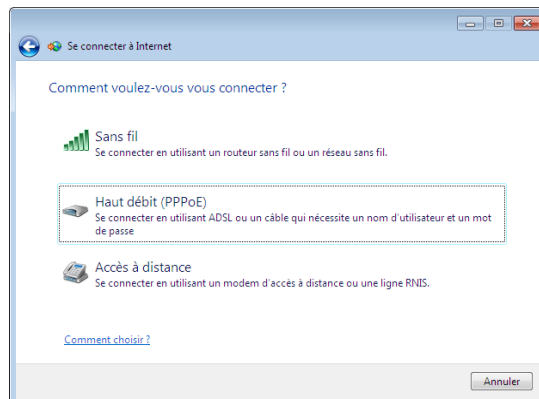 Se connecter à Internet
Comment voulez-vous vous connecter ?
Sans fil
Se connecter en utilisant un routeur sans fil ou un réseau sans fil.
Haut débit (PPPoE)
Se connecter en utilisant ADSL ou un câble qui nécessite un nom d'utilisateur et un mot
de passe
Accès à distance
Se connecter en utilisant un modem d'accès à distance ou une ligne RNIS.
Comment choisir ?
Annuler